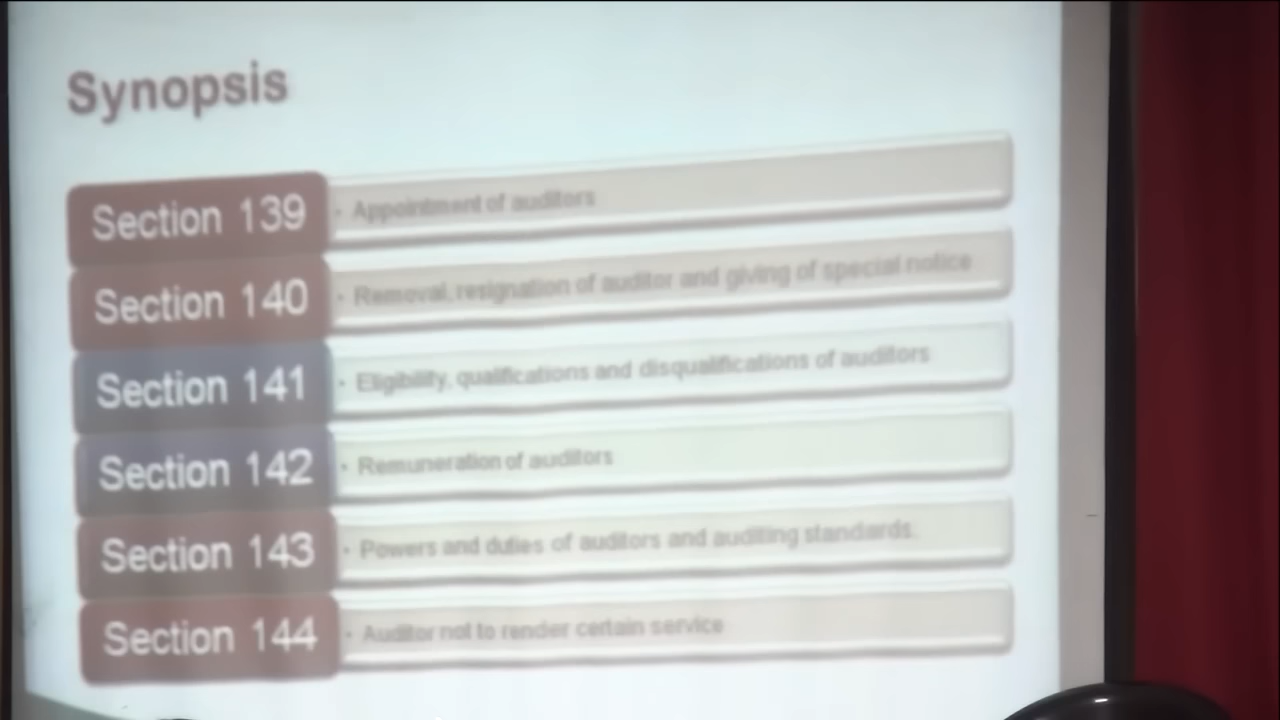 Synopsis
Section 139
· Appointment of auditors
Section 140
· Removal, resignation of auditor and giving of special notice
Section 141
· Eligibility, qualifications and disqualifications of auditors
Section 142
· Remuneration of auditors
Section 143
· Powers and duties of auditors and auditing standards.
Section 144
· Auditor not to render certain service